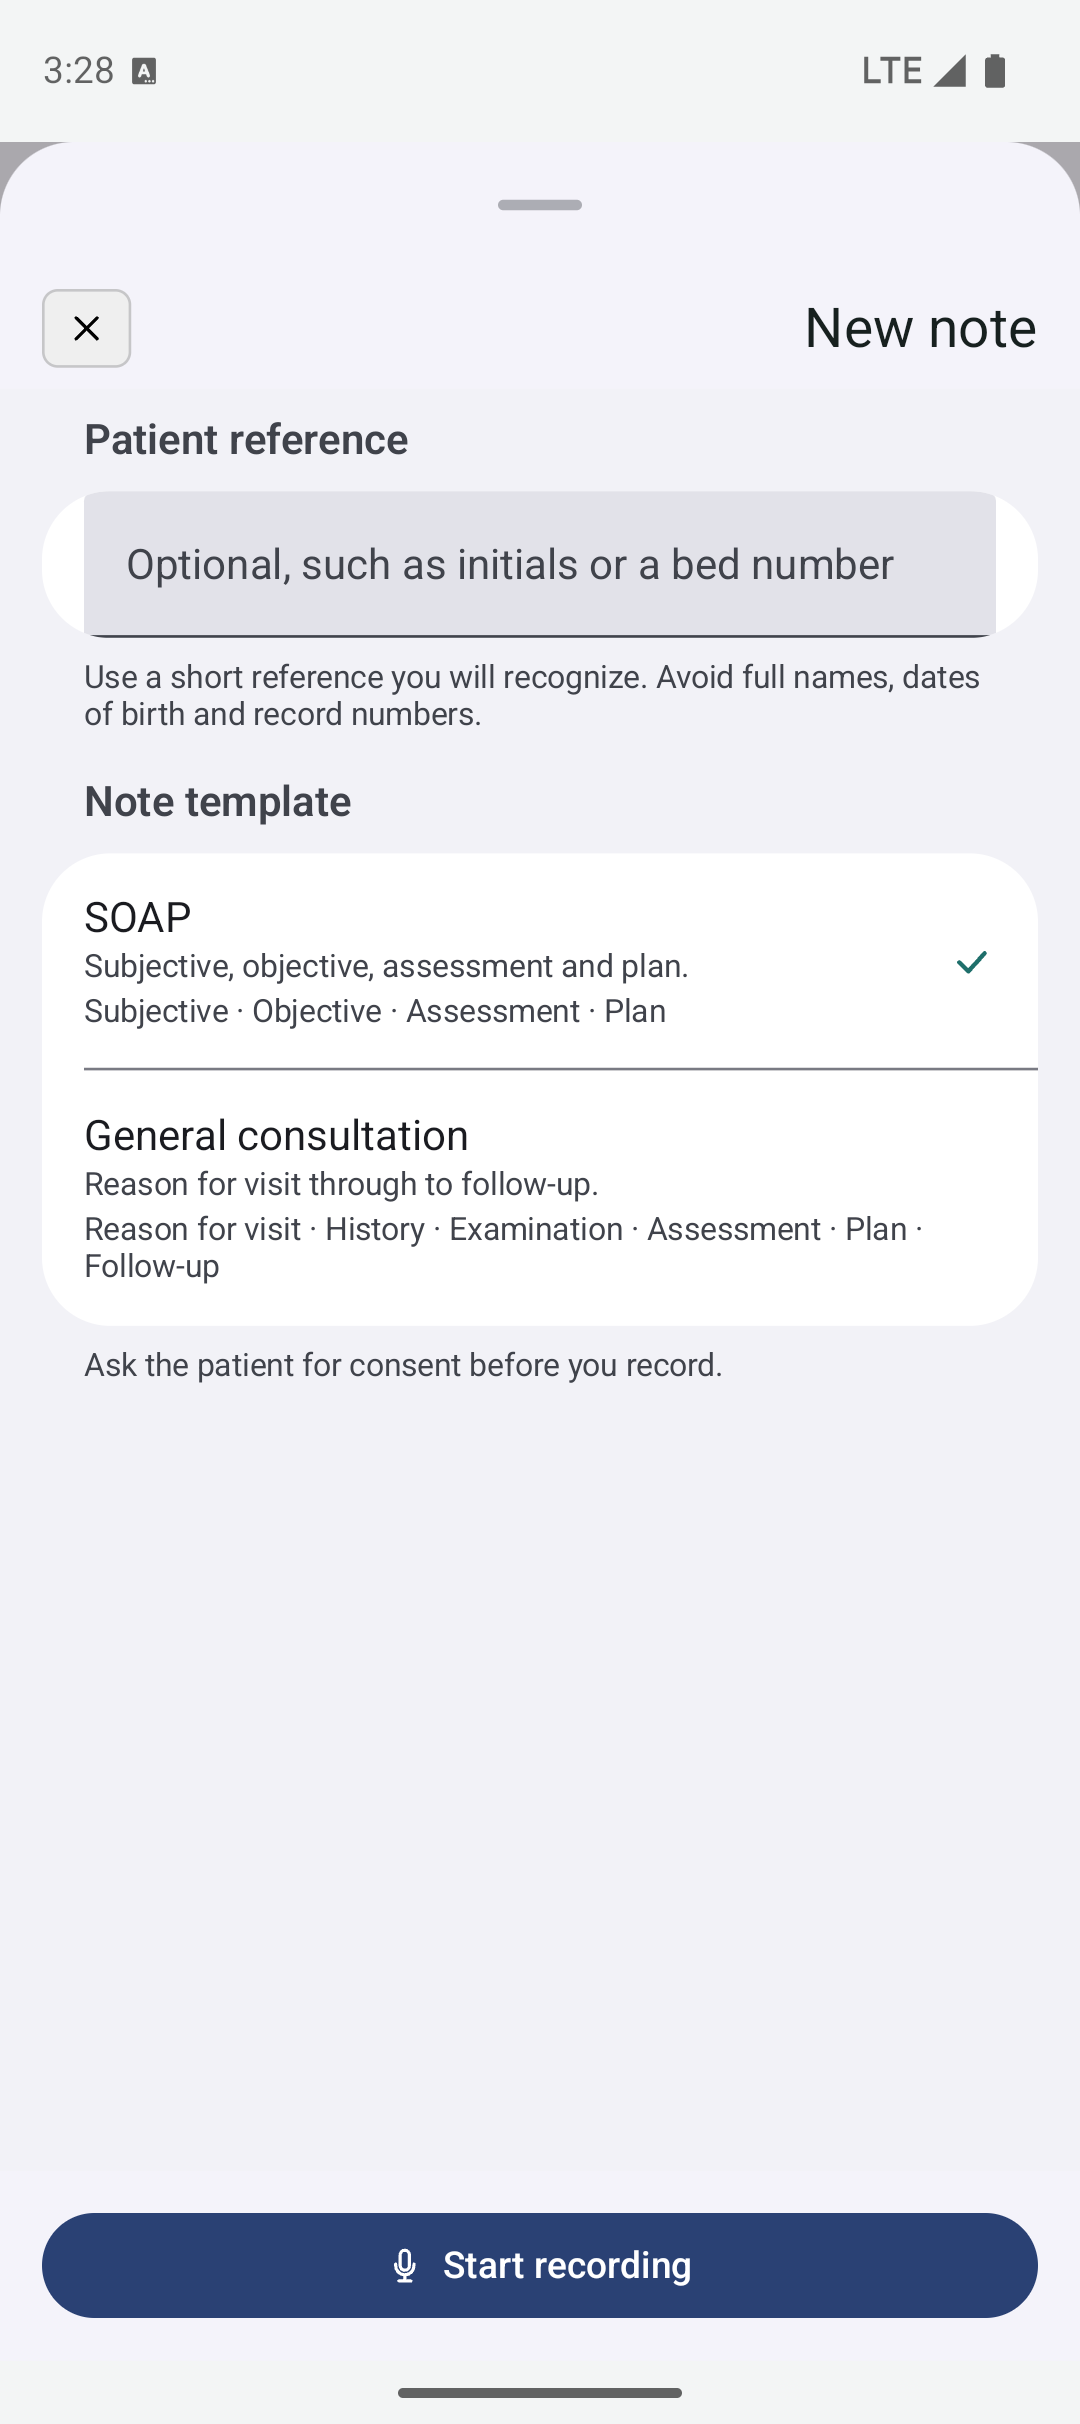 3:28
LTE
New note
Patient reference
Optional, such as initials or a bed number
Use a short reference you will recognize. Avoid full names, dates
of birth and record numbers.
Note template
SOAP
Subjective, objective, assessment and plan.
Subjective · Objective · Assessment · Plan
General consultation
Reason for visit through to follow-up.
Reason for visit · History · Examination · Assessment · Plan ·
Follow-up
Ask the patient for consent before you record.
Start recording